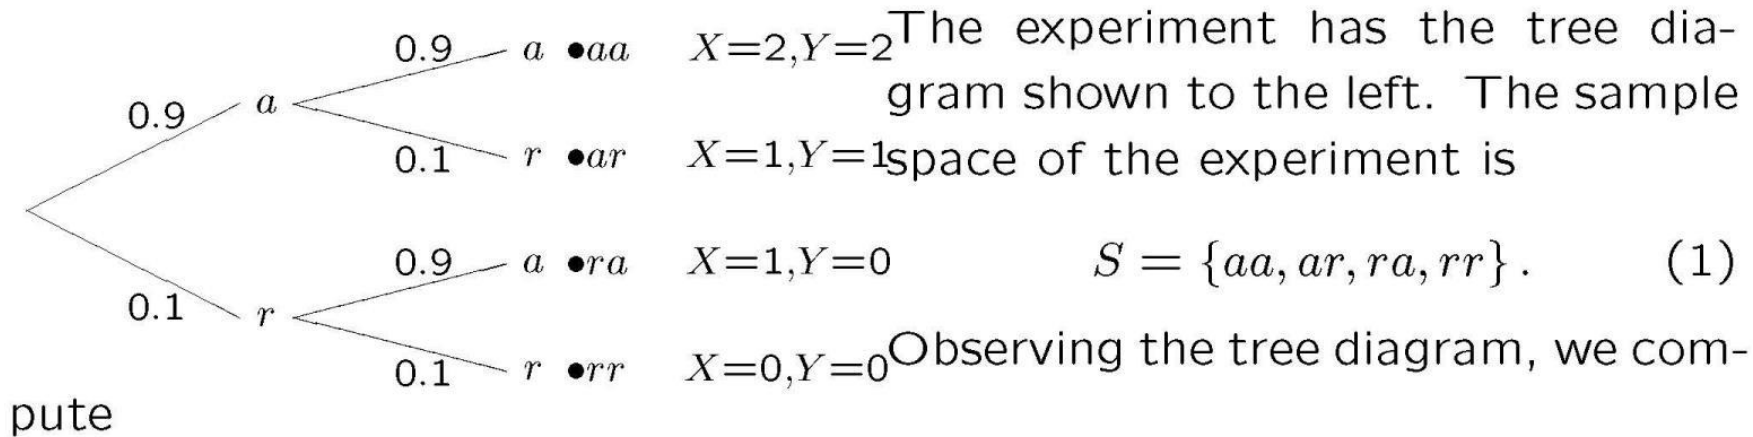 0.9 a •aa X=2,Y=2
0.9 a
0.1 r •ar X=1,Y=1
0.9 a •ra X=1,Y=0
0.1 r
0.1 r •rr X=0,Y=0
The experiment has the tree dia-
gram shown to the left. The sample
space of the experiment is
S = {aa, ar, ra, rr} . (1)
Observing the tree diagram, we com-
pute